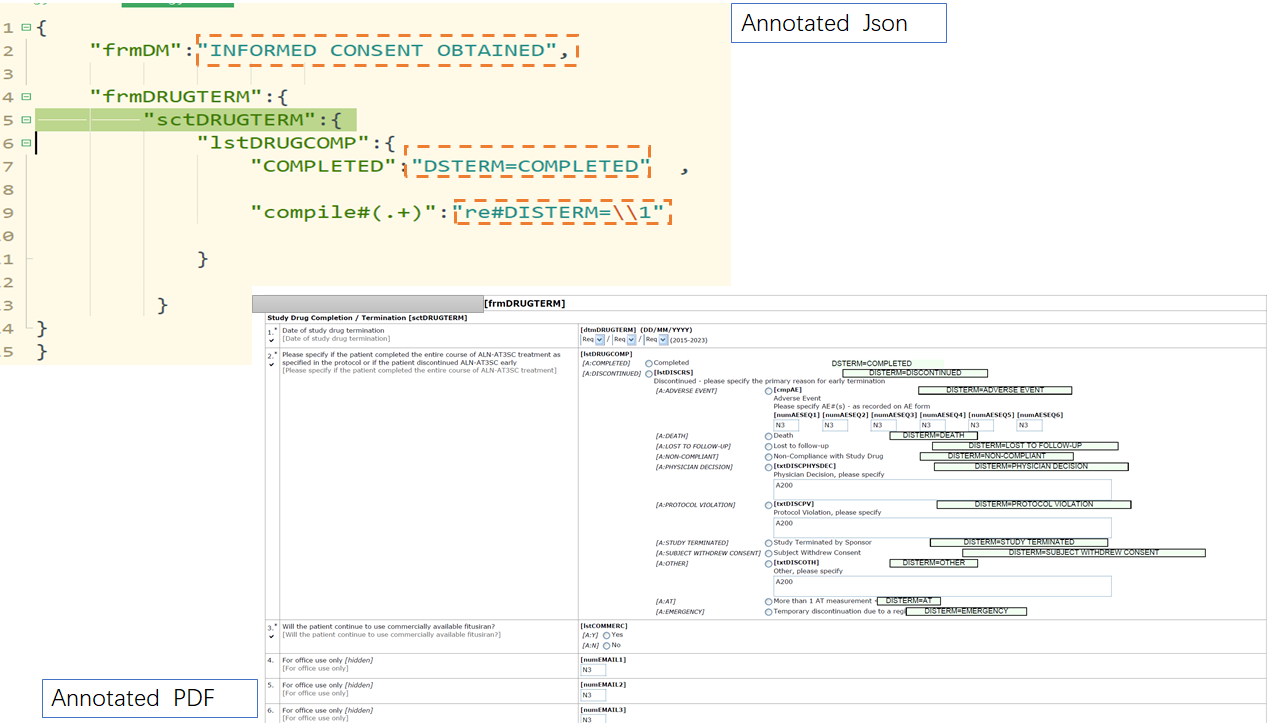 Annotated Json
1 {
2 "frmDM":"INFORMED CONSENT OBTAINED",
3
4 "frmDRUGTERM":{
5 "sctDRUGTERM":{
6 "lstDRUGCOMP":{
7 "COMPLETED":"DSTERM=COMPLETED" ,
8
9 "compile#(.+)":"re#DISTERM=\\1"
0
1 }
2
3 }
4 }
5 }
[frmDRUGTERM]
Study Drug Completion / Termination [sctDRUGTERM]
1.* Date of study drug termination
[Date of study drug termination]
[dtmDRUGTERM] (DD/MM/YYYY)
Req / Req / Req (2015-2023)
2.* Please specify if the patient completed the entire course of ALN-AT3SC treatment as
specified in the protocol or if the patient discontinued ALN-AT3SC early
[Please specify if the patient completed the entire course of ALN-AT3SC treatment]
[lstDRUGCOMP]
[A:COMPLETED] Completed DSTERM=COMPLETED
[A:DISCONTINUED] [lstDISCRS] DISTERM=DISCONTINUED
Discontinued - please specify the primary reason for early termination
[A:ADVERSE EVENT] [cmpAE] DISTERM=ADVERSE EVENT
Adverse Event
Please specify AE#(s) - as recorded on AE form
[numAESEQ1] [numAESEQ2] [numAESEQ3] [numAESEQ4] [numAESEQ5] [numAESEQ6]
N3 N3 N3 N3 N3 N3
[A:DEATH] Death DISTERM=DEATH
[A:LOST TO FOLLOW-UP] Lost to follow-up DISTERM=LOST TO FOLLOW-UP
[A:NON-COMPLIANT] Non-Compliance with Study Drug DISTERM=NON-COMPLIANT
[A:PHYSICIAN DECISION] [txtDISCPHYSDEC] DISTERM=PHYSICIAN DECISION
Physician Decision, please specify
A200
[A:PROTOCOL VIOLATION] [txtDISCPV] DISTERM=PROTOCOL VIOLATION
Protocol Violation, please specify
A200
[A:STUDY TERMINATED] Study Terminated by Sponsor DISTERM=STUDY TERMINATED
[A:SUBJECT WITHDREW CONSENT] Subject Withdrew Consent DISTERM=SUBJECT WITHDREW CONSENT
[A:OTHER] [txtDISCOTH] DISTERM=OTHER
Other, please specify
A200
[A:AT] More than 1 AT measurement DISTERM=AT
[A:EMERGENCY] Temporary discontinuation due to a DISTERM=EMERGENCY
3.* Will the patient continue to use commercially available fitusiran?
[Will the patient continue to use commercially available fitusiran?]
[lstCOMMERC]
[A:Y] Yes
[A:N] No
4. For office use only [hidden]
[For office use only]
[numEMAIL1]
N3
5. For office use only [hidden]
[For office use only]
[numEMAIL2]
N3
6. For office use only [hidden]
[For office use only]
[numEMAIL3]
N3
Annotated PDF